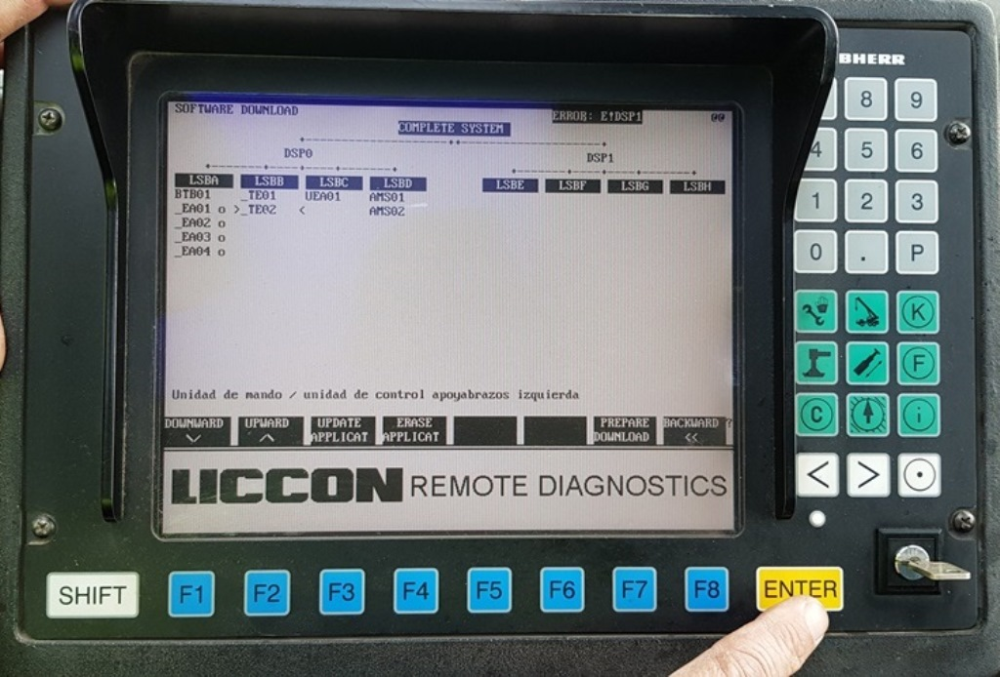 BHERR
SOFTWARE DOWNLOAD
ERROR: E!DSP1
00
COMPLETE SYSTEM
DSP0
DSP1
LSBA LSBB LSBC LSBD LSBE LSBF LSBG LSBH
BTB01 _TE01 UEA01 AMS01
_EA01 o >_TE02 < AMS02
_EA02 o
_EA03 o
_EA04 o
Unidad de mando / unidad de control apoyabrazos izquierda
DOWNWARD UPWARD UPDATE ERASE PREPARE BACKWARD ?
APPLICAT APPLICAT DOWNLOAD <<
LICCON REMOTE DIAGNOSTICS
8 9
4 5 6
1 2 3
0 . P
K
F
C i
< >
SHIFT F1 F2 F3 F4 F5 F6 F7 F8 ENTER